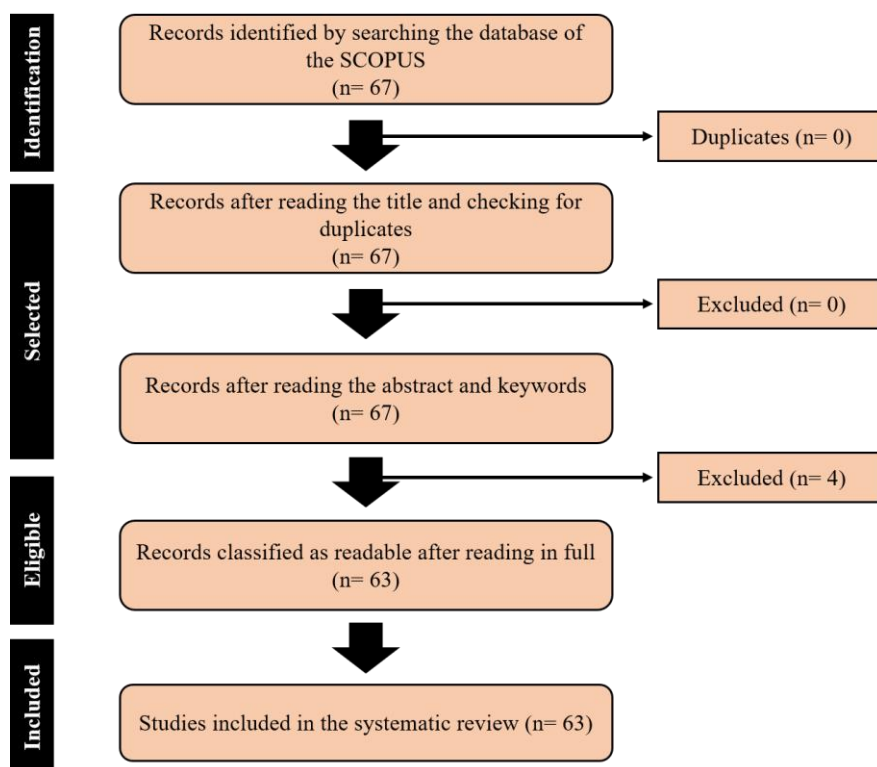 Identification
Records identified by searching the database of
the SCOPUS
(n= 67)
Duplicates (n= 0)
Selected
Records after reading the title and checking for
duplicates
(n= 67)
Excluded (n= 0)
Records after reading the abstract and keywords
(n= 67)
Excluded (n= 4)
Eligible
Records classified as readable after reading in full
(n= 63)
Included
Studies included in the systematic review (n= 63)